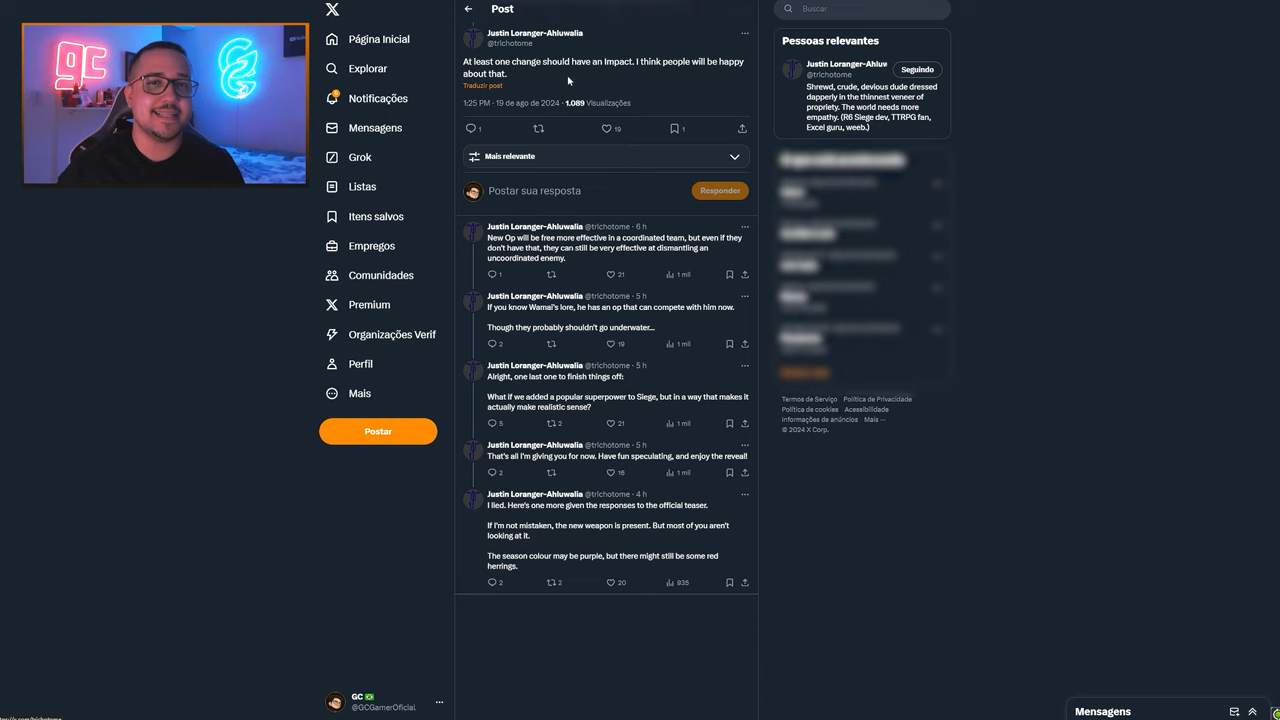 gc
Página Inicial
Explorar
Notificações
Mensagens
Grok
Listas
Itens salvos
Empregos
Comunidades
Premium
Organizações Verif
Perfil
Mais
Postar
GC
@GCGamerOficial
Post
Justin Loranger-Ahluwalia
@trichotome
At least one change should have an Impact. I think people will be happy
about that.
Traduzir post
1:25 PM · 19 de ago de 2024 · 1.089 Visualizações
1 19 1
Mais relevante
Postar sua resposta
Responder
Justin Loranger-Ahluwalia @trichotome · 6 h
New Op will be free more effective in a coordinated team, but even if they
don't have that, they can still be very effective at dismantling an
uncoordinated enemy.
1 21 1 mil
Justin Loranger-Ahluwalia @trichotome · 5 h
If you know Wamai's lore, he has an op that can compete with him now.
Though they probably shouldn't go underwater...
2 19 1 mil
Justin Loranger-Ahluwalia @trichotome · 5 h
Alright, one last one to finish things off:
What if we added a popular superpower to Siege, but in a way that makes it
actually make realistic sense?
5 2 21 1 mil
Justin Loranger-Ahluwalia @trichotome · 5 h
That's all I'm giving you for now. Have fun speculating, and enjoy the reveal!
2 16 1 mil
Justin Loranger-Ahluwalia @trichotome · 4 h
I lied. Here's one more given the responses to the official teaser.
If I'm not mistaken, the new weapon is present. But most of you aren't
looking at it.
The season colour may be purple, but there might still be some red
herrings.
2 2 20 935
Buscar
Pessoas relevantes
Justin Loranger-Ahluw
@trichotome
Seguindo
Shrewd, crude, devious dude dressed
dapperly in the thinnest veneer of
propriety. The world needs more
empathy. (R6 Siege dev, TTRPG fan,
Excel guru, weeb.)
Termos de Serviço Política de Privacidade
Política de cookies Acessibilidade
Informações de anúncios Mais ···
© 2024 X Corp.
Mensagens